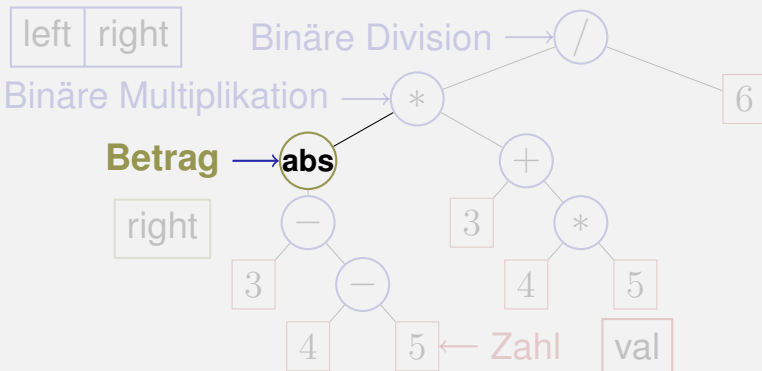 left right Binäre Division /
Binäre Multiplikation * 6
Betrag abs +
right − 3 *
3 − 4 5
4 5 Zahl val